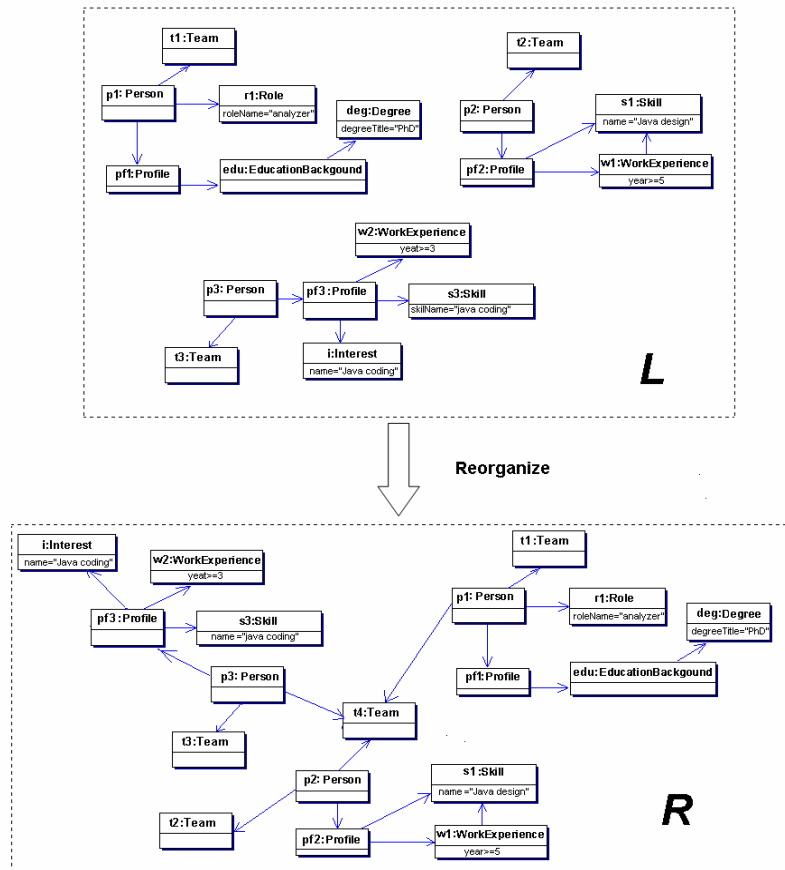 t1:Team
t2:Team
p1: Person
r1:Role
roleName="analyzer"
deg:Degree
degreeTitle="PhD"
p2: Person
s1:Skill
name ="Java design"
pf1:Profile
edu:EducationBackgound
pf2:Profile
w1:WorkExperience
year>=5
w2:WorkExperience
yeat>=3
p3: Person
pf3:Profile
s3:Skill
skilName="java coding"
t3:Team
i:Interest
name="Java coding"
L
Reorganize
i:Interest
name="Java coding"
w2:WorkExperience
yeat>=3
t1:Team
pf3:Profile
s3:Skill
name ="java coding"
p1: Person
r1:Role
roleName="analyzer"
deg:Degree
degreeTitle="PhD"
p3: Person
pf1:Profile
edu:EducationBackgound
t4:Team
t3:Team
p2: Person
s1:Skill
name ="Java design"
t2:Team
pf2:Profile
w1:WorkExperience
year>=5
R